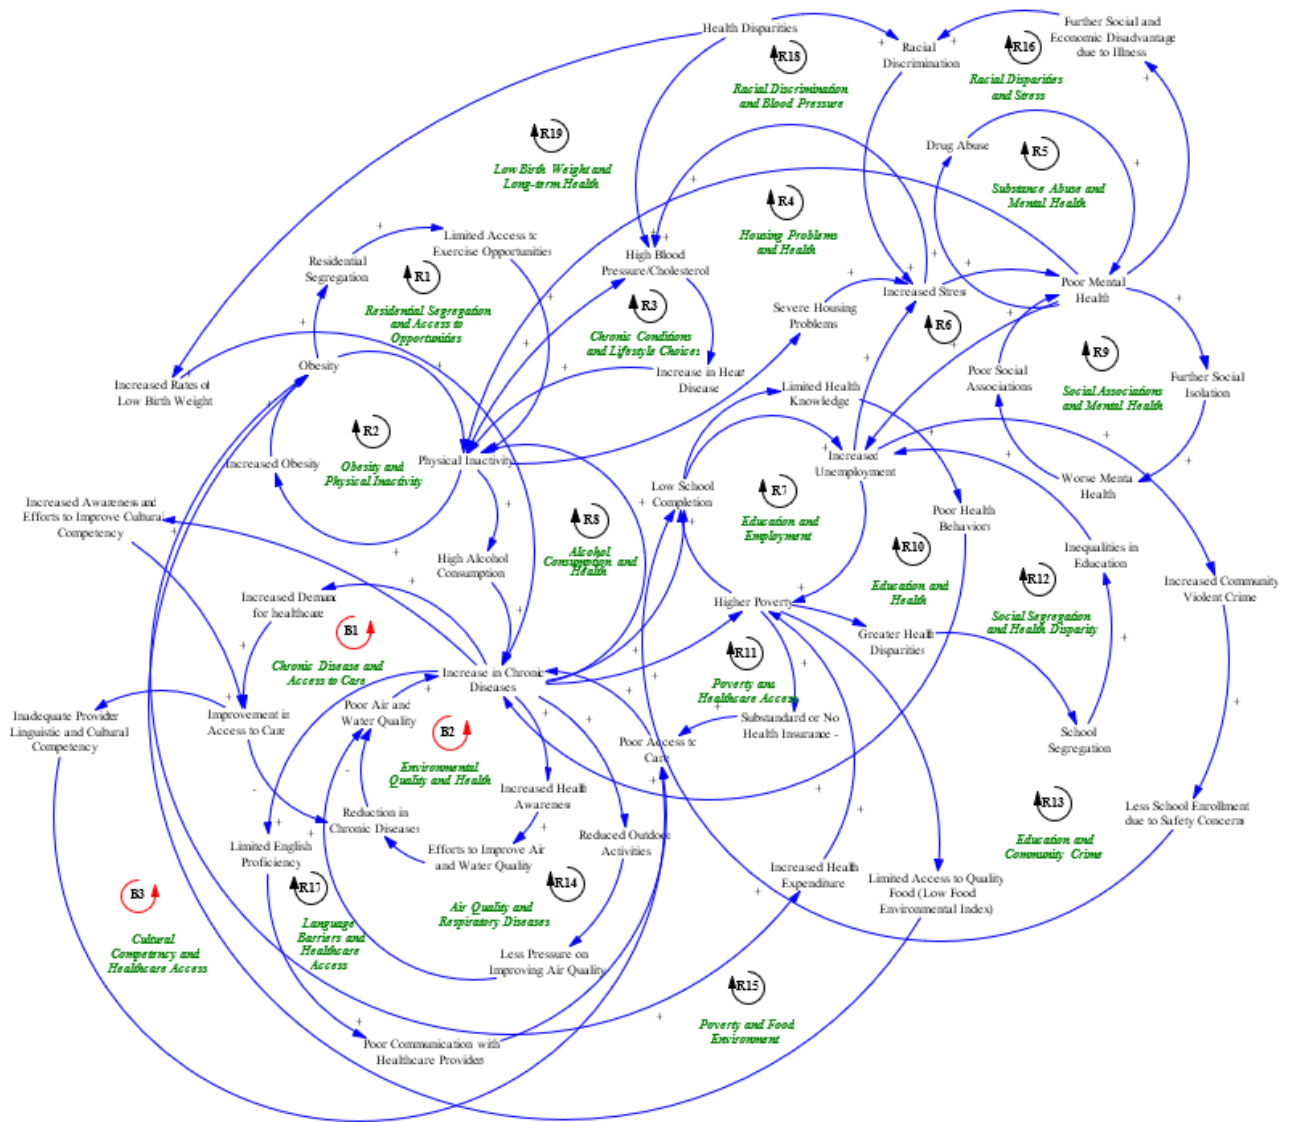 Health Disparities
Further Social and
Economic Disadvantage
due to Illness
Racial
Discrimination
R18
R16
Racial Discrimination
and Blood Pressure
Racial Disparities
and Stress
R19
Low Birth Weight and
Long-term Health
Drug Abuse
R5
Substance Abuse and
Mental Health
R4
Housing Problems
and Health
Limited Access to
Exercise Opportunities
Residential
Segregation
R1
Residential Segregation
and Access to
Opportunities
High Blood
Pressure/Cholesterol
R3
Chronic Conditions
and Lifestyle Choices
Severe Housing
Problems
Increased Stress
Poor Mental
Health
R6
R9
Social Associations
and Mental Health
Poor Social
Associations
Further Social
Isolation
Obesity
Increased Rates of
Low Birth Weight
Increase in Heart
Disease
Limited Health
Knowledge
R2
Obesity and
Physical Inactivity
Increased Obesity
Physical Inactivity
Increased
Unemployment
Worse Mental
Health
Low School
Completion
R7
Education and
Employment
Poor Health
Behaviors
Increased Awareness and
Efforts to Improve Cultural
Competency
R8
Alcohol
Consumption and
Health
High Alcohol
Consumption
R10
Education and
Health
Inequalities in
Education
R12
Social Segregation
and Health Disparity
Increased Community
Violent Crime
Increased Demand
for healthcare
Higher Poverty
Greater Health
Disparities
B1
Chronic Disease and
Access to Care
R11
Poverty and
Healthcare Access
Increase in Chronic
Diseases
Poor Air and
Water Quality
Inadequate Provider
Linguistic and Cultural
Competency
Improvement in
Access to Care
B2
Environmental
Quality and Health
Substandard or No
Health Insurance -
Poor Access to
Care
School
Segregation
Increased Health
Awareness
Reduction in
Chronic Diseases
R13
Education and
Community Crime
Less School Enrollment
due to Safety Concerns
Limited English
Proficiency
Efforts to Improve Air
and Water Quality
Reduced Outdoor
Activities
Increased Health
Expenditure
Limited Access to Quality
Food (Low Food
Environmental Index)
B3
Cultural
Competency and
Healthcare Access
R17
Language
Barriers and
Healthcare
Access
R14
Air Quality and
Respiratory Diseases
Less Pressure on
Improving Air Quality
R15
Poverty and Food
Environment
Poor Communication with
Healthcare Providers